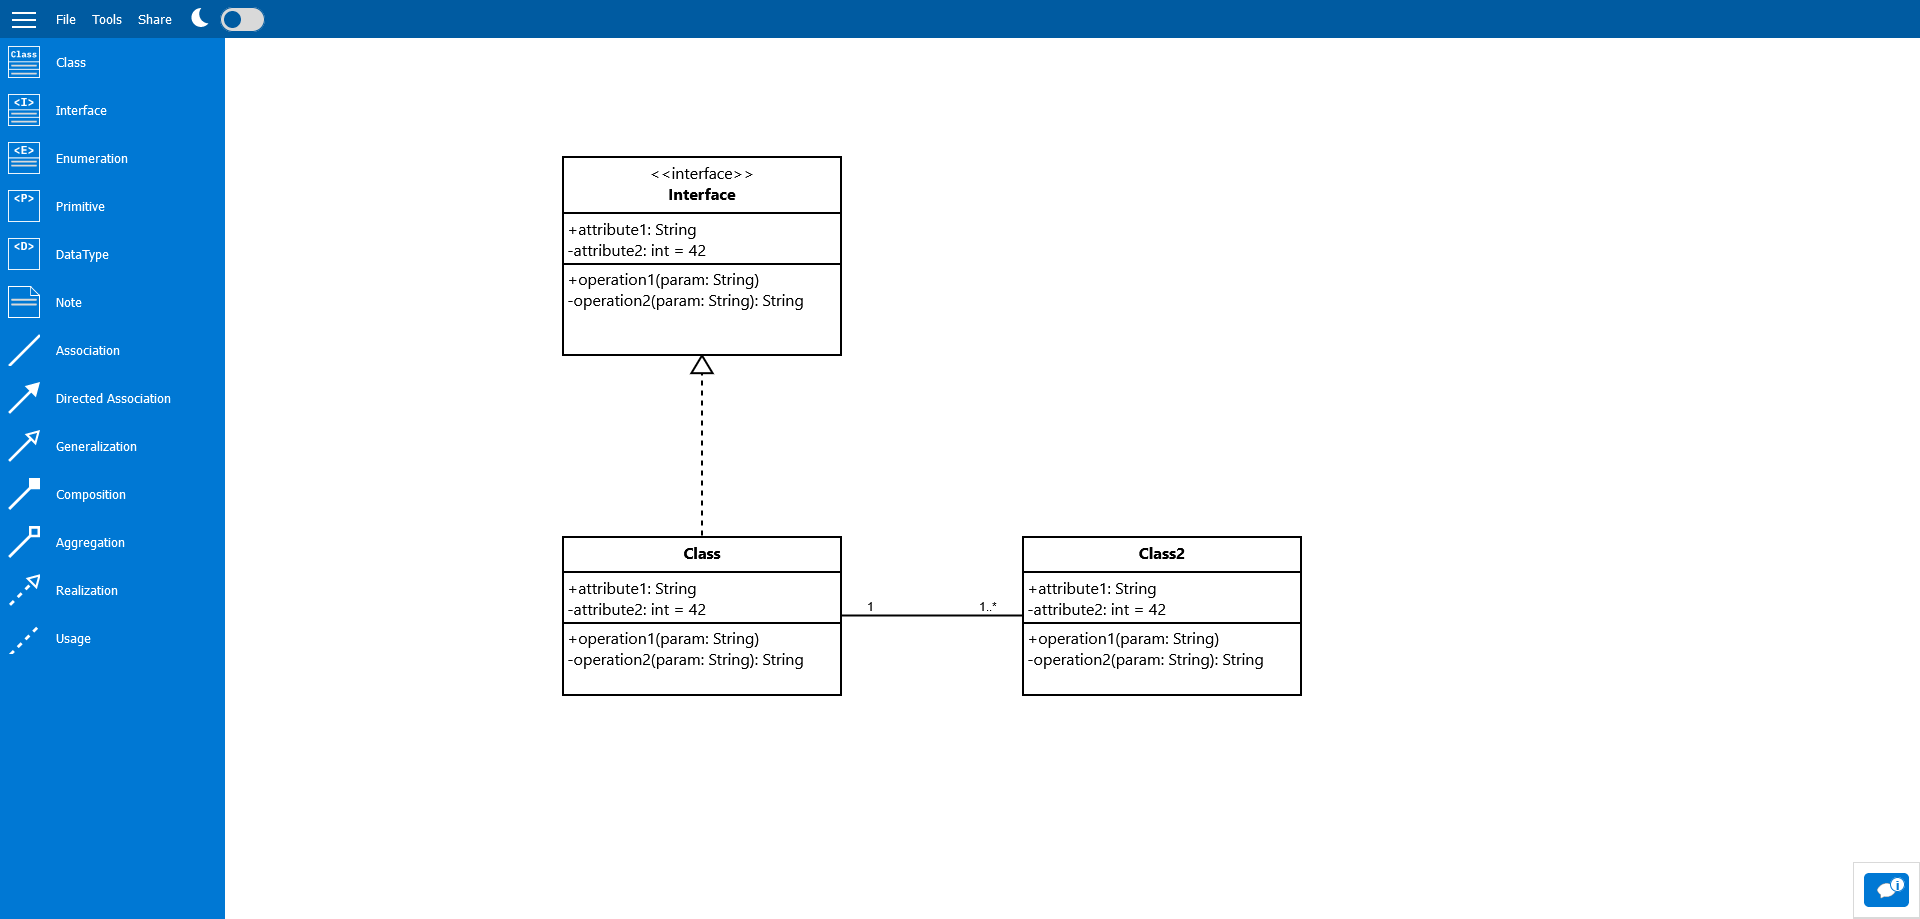 File Tools Share
Class
Class
<I>
Interface
<E>
Enumeration
<P>
Primitive
<D>
DataType
Note
Association
Directed Association
Generalization
Composition
Aggregation
Realization
Usage
<<interface>>
Interface
+attribute1: String
-attribute2: int = 42
+operation1(param: String)
-operation2(param: String): String
Class
+attribute1: String
-attribute2: int = 42
+operation1(param: String)
-operation2(param: String): String
1
1..*
Class2
+attribute1: String
-attribute2: int = 42
+operation1(param: String)
-operation2(param: String): String
i